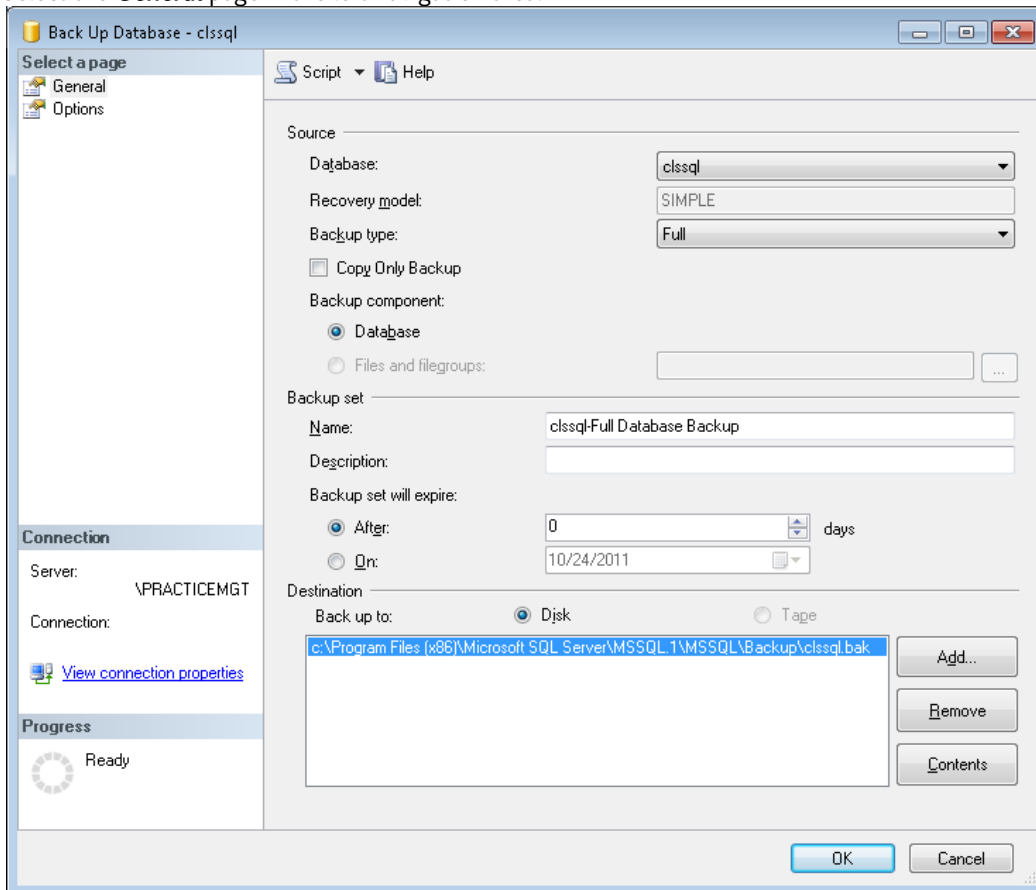 Back Up Database - clssql
Select a page
General
Options
Script Help
Source
Database: clssql
Recovery model: SIMPLE
Backup type: Full
Copy Only Backup
Backup component:
Database
Files and filegroups: ...
Backup set
Name: clssql-Full Database Backup
Description:
Backup set will expire:
After: 0 days
On: 10/24/2011
Destination
Back up to: Disk Tape
c:\Program Files (x86)\Microsoft SQL Server\MSSQL.1\MSSQL\Backup\clssql.bak
Add...
Remove
Contents
Connection
Server:
\PRACTICEMGT
Connection:
View connection properties
Progress
Ready
OK Cancel